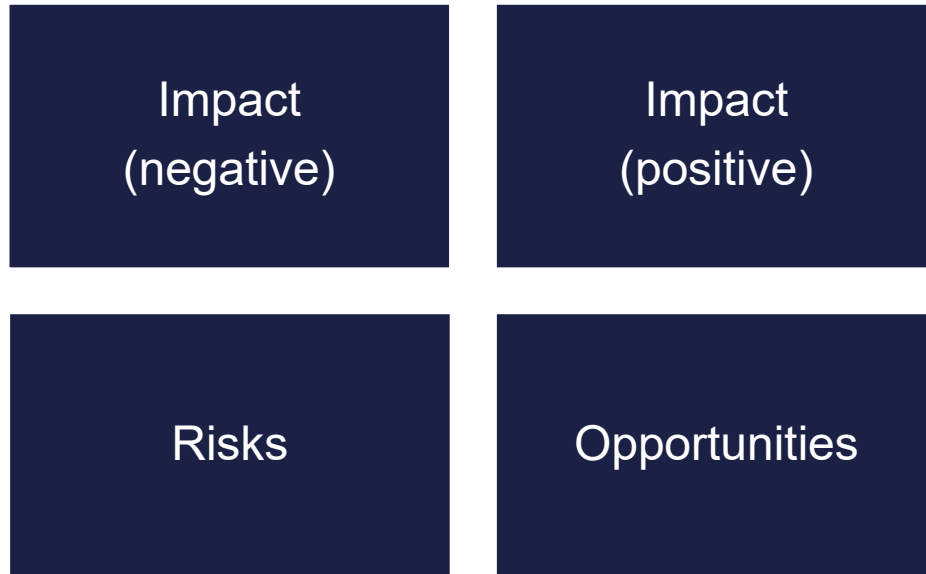 Impact
(negative)
Impact
(positive)
Risks
Opportunities